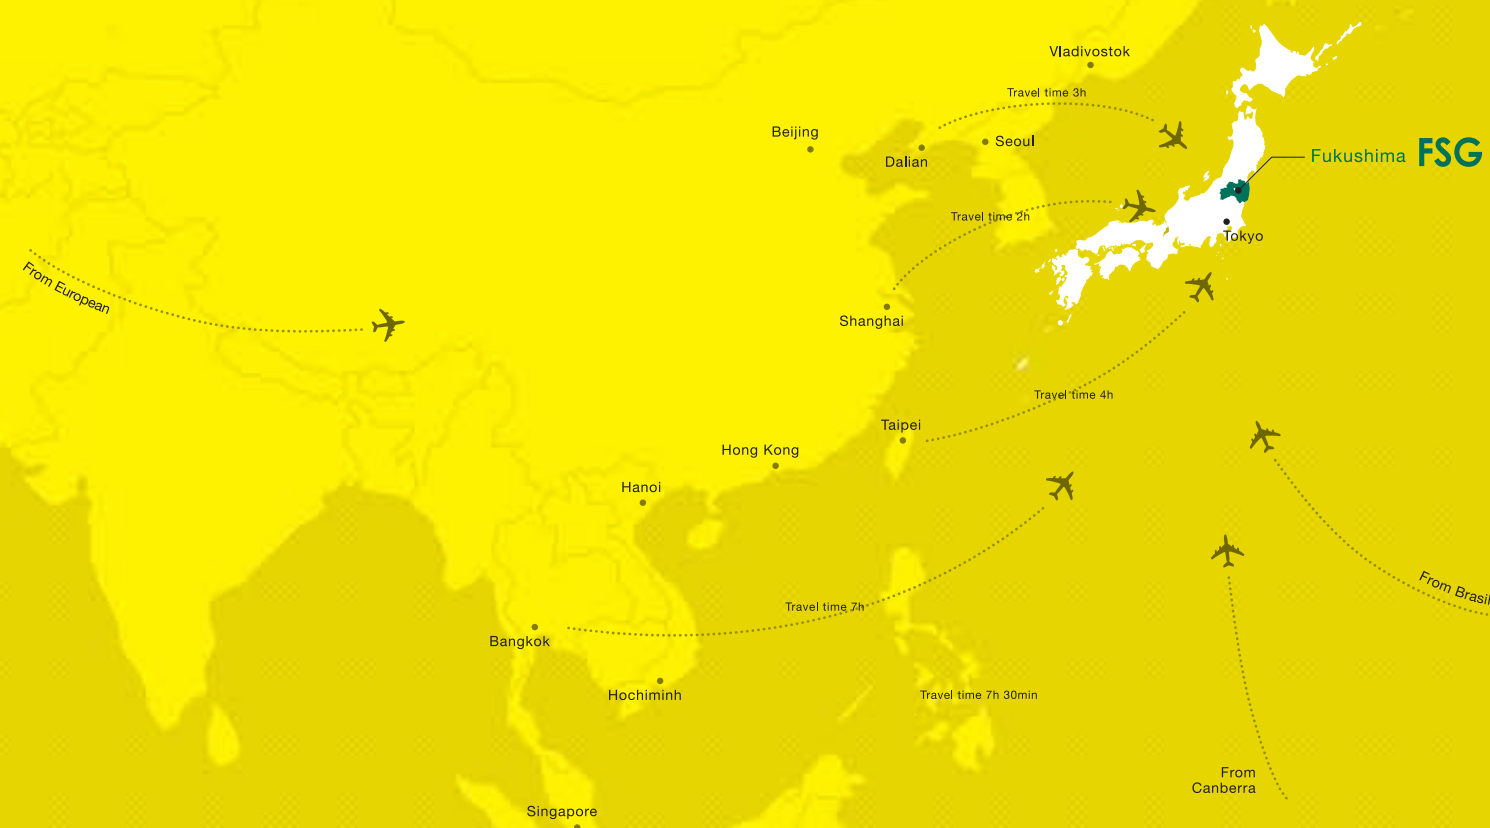 Vladivostok
Travel time 3h
Beijing
Dalian
Seoul
Fukushima FSG
Travel time 2h
Tokyo
From European
Shanghai
Travel time 4h
Taipei
Hong Kong
Hanoi
From Brasil
Travel time 7h
Bangkok
Hochiminh
Travel time 7h 30min
From
Canberra
Singapore